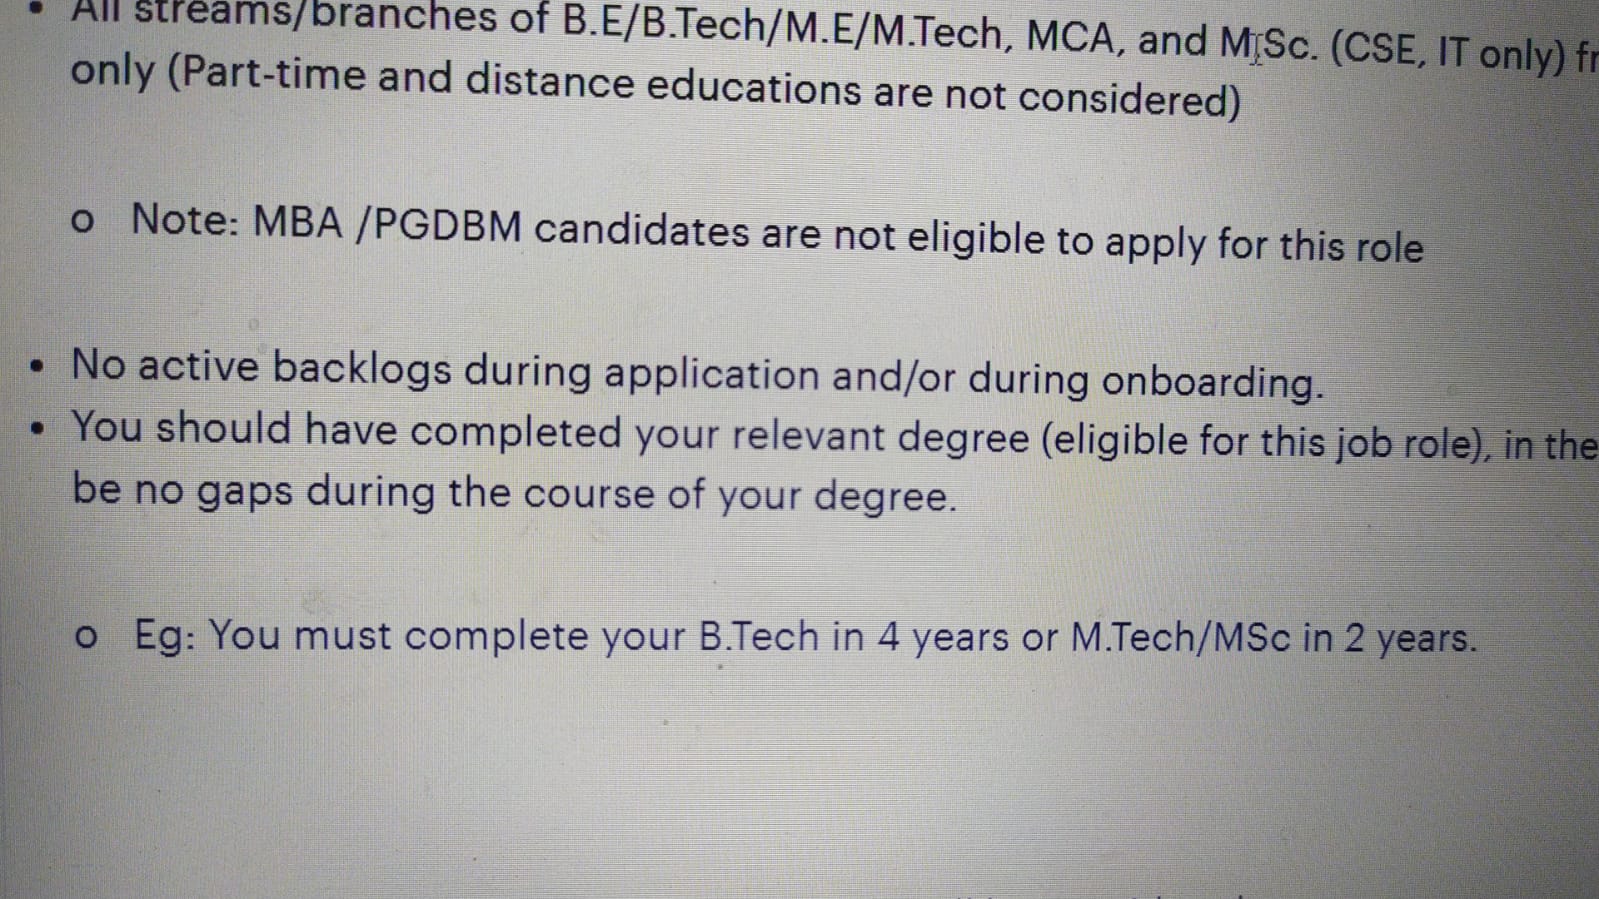 • All streams/branches of B.E/B.Tech/M.E/M.Tech, MCA, and M.Sc. (CSE, IT only)
only (Part-time and distance educations are not considered)
o Note: MBA /PGDBM candidates are not eligible to apply for this role
• No active backlogs during application and/or during onboarding.
• You should have completed your relevant degree (eligible for this job role), in the
be no gaps during the course of your degree.
o Eg: You must complete your B.Tech in 4 years or M.Tech/MSc in 2 years.